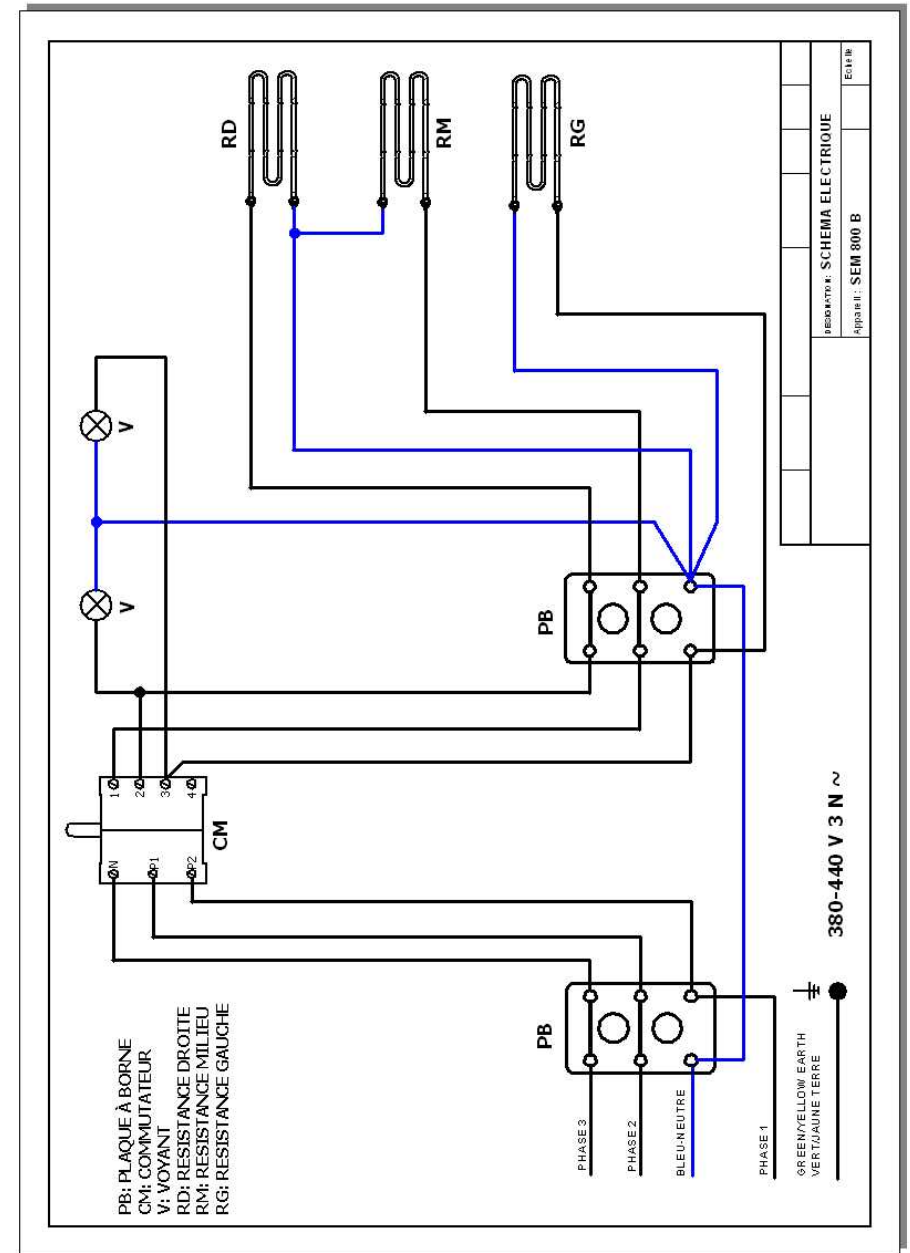 PB: PLAQUE À BORNE
CM: COMMUTATEUR
V: VOYANT
RD: RESISTANCE DROITE
RM: RESISTANCE MILIEU
RG: RESISTANCE GAUCHE
V
V
RD
RM
RG
N
P1
P2
1
2
3
4
CM
PB
PB
PHASE 3
PHASE 2
BLEU-NEUTRE
PHASE 1
GREEN/YELLOW EARTH
VERT/JAUNE TERRE
380-440 V 3 N ~
DESIGNATION: SCHEMA ELECTRIQUE
Appareil: SEM 800 B
Echelle